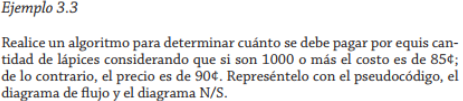 Ejemplo 3.3
Realice un algoritmo para determinar cuánto se debe pagar por equis can-
tidad de lápices considerando que si son 1000 o más el costo es de 85¢;
de lo contrario, el precio es de 90¢. Represéntelo con el pseudocódigo, el
diagrama de flujo y el diagrama N/S.